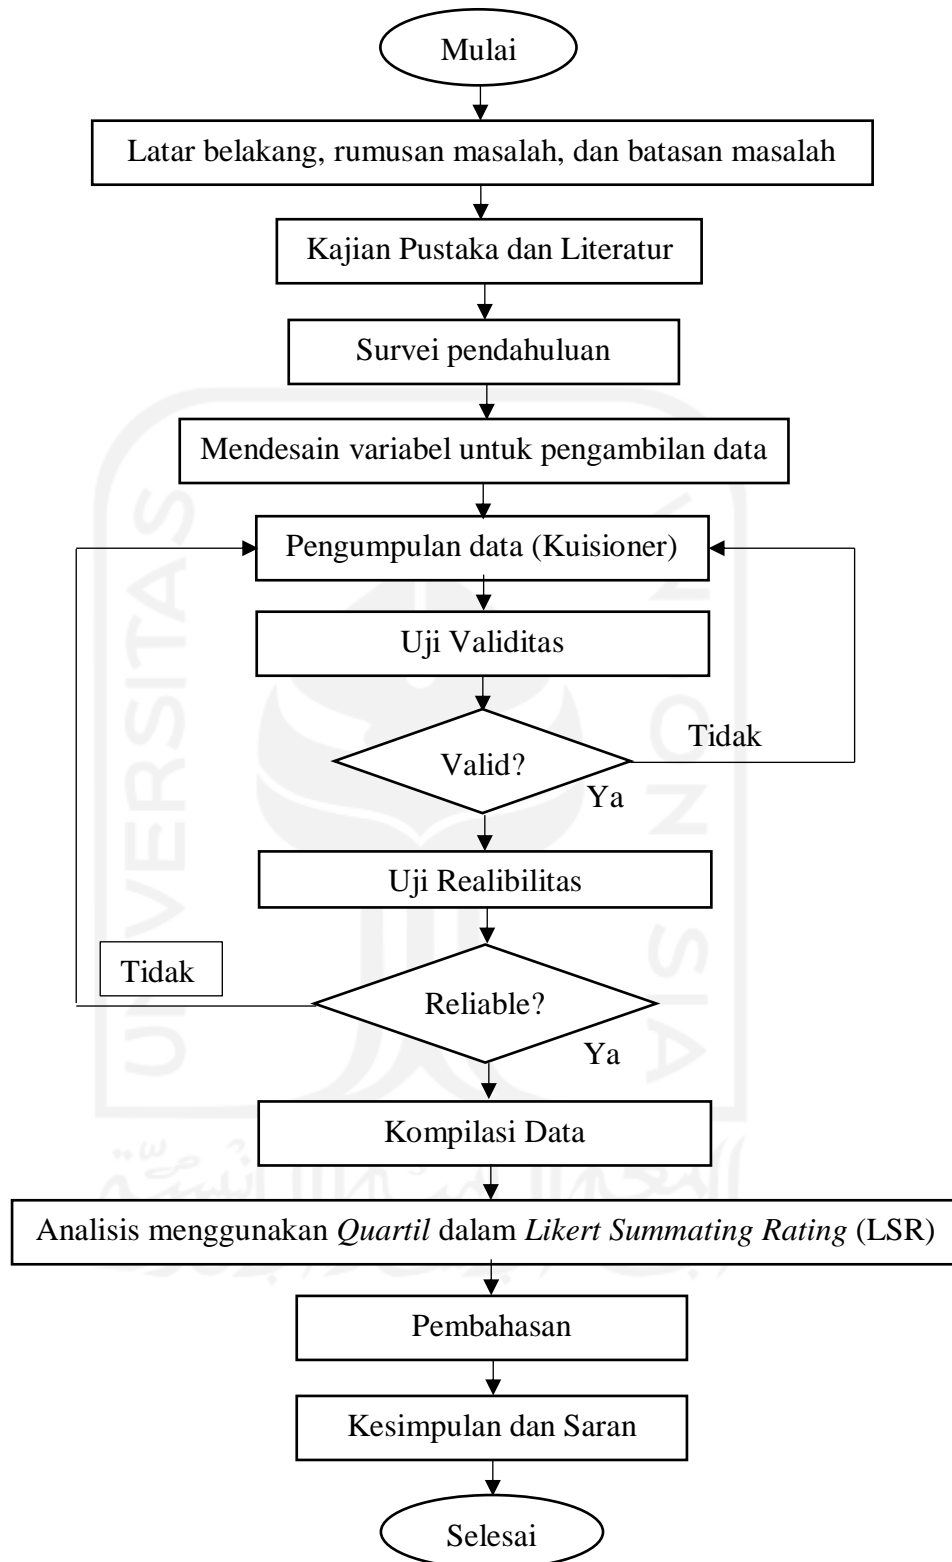 Mulai
Latar belakang, rumusan masalah, dan batasan masalah
Kajian Pustaka dan Literatur
Survei pendahuluan
Mendesain variabel untuk pengambilan data
Pengumpulan data (Kuisioner)
Uji Validitas
Tidak
Valid?
Ya
Uji Realibilitas
Tidak
Reliable?
Ya
Kompilasi Data
Analisis menggunakan Quartil dalam Likert Summating Rating (LSR)
Pembahasan
Kesimpulan dan Saran
Selesai
UNIVERSITAS